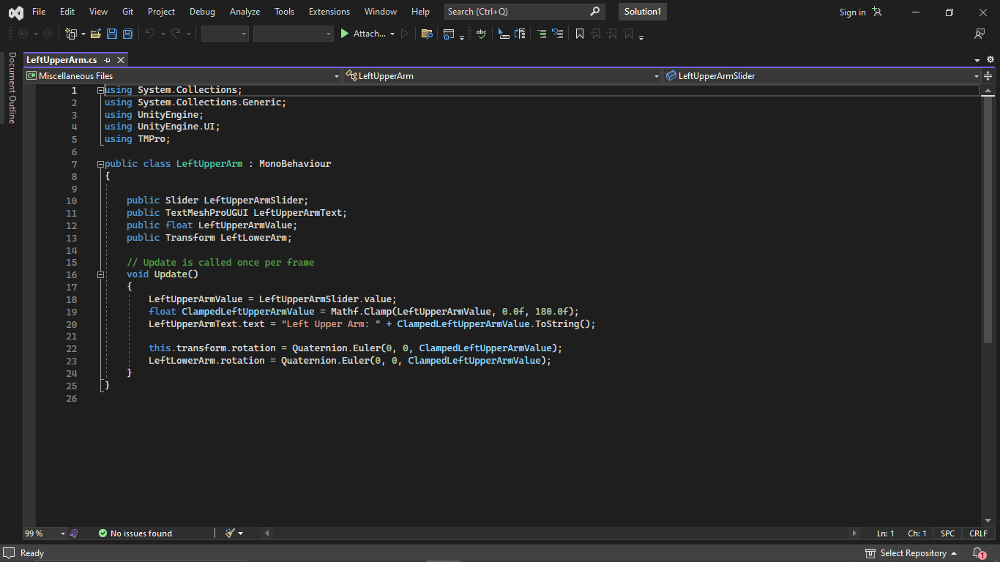 File Edit View Git Project Debug Analyze Tools Extensions Window Help Search (Ctrl+Q) Solution1 Sign in
Attach...
Document Outline
LeftUpperArm.cs
C# Miscellaneous Files LeftUpperArm LeftUpperArmSlider
1 using System.Collections;
2 using System.Collections.Generic;
3 using UnityEngine;
4 using UnityEngine.UI;
5 using TMPro;
6
7 public class LeftUpperArm : MonoBehaviour
8 {
9
10 public Slider LeftUpperArmSlider;
11 public TextMeshProUGUI LeftUpperArmText;
12 public float LeftUpperArmValue;
13 public Transform LeftLowerArm;
14
15 // Update is called once per frame
16 void Update()
17 {
18 LeftUpperArmValue = LeftUpperArmSlider.value;
19 float ClampedLeftUpperArmValue = Mathf.Clamp(LeftUpperArmValue, 0.0f, 180.0f);
20 LeftUpperArmText.text = "Left Upper Arm: " + ClampedLeftUpperArmValue.ToString();
21
22 this.transform.rotation = Quaternion.Euler(0, 0, ClampedLeftUpperArmValue);
23 LeftLowerArm.rotation = Quaternion.Euler(0, 0, ClampedLeftUpperArmValue);
24 }
25 }
26
99 % No issues found Ln: 1 Ch: 1 SPC CRLF
Ready Select Repository 1